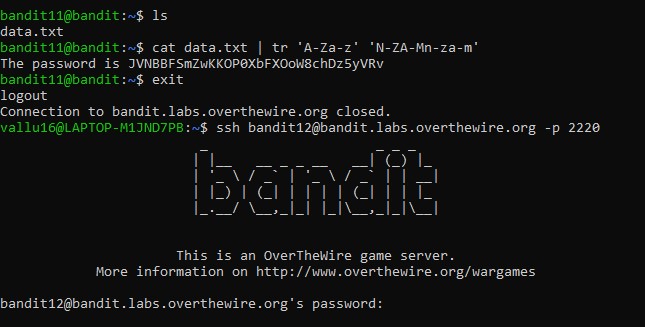 bandit11@bandit:~$ ls
data.txt
bandit11@bandit:~$ cat data.txt | tr 'A-Za-z' 'N-ZA-Mn-za-m'
The password is JVNBBFSmZwKKOP0XbFXOoW8chDz5yVRv
bandit11@bandit:~$ exit
logout
Connection to bandit.labs.overthewire.org closed.
vallu16@LAPTOP-M1JND7PB:~$ ssh bandit12@bandit.labs.overthewire.org -p 2220
bandit
This is an OverTheWire game server.
More information on http://www.overthewire.org/wargames
bandit12@bandit.labs.overthewire.org's password: